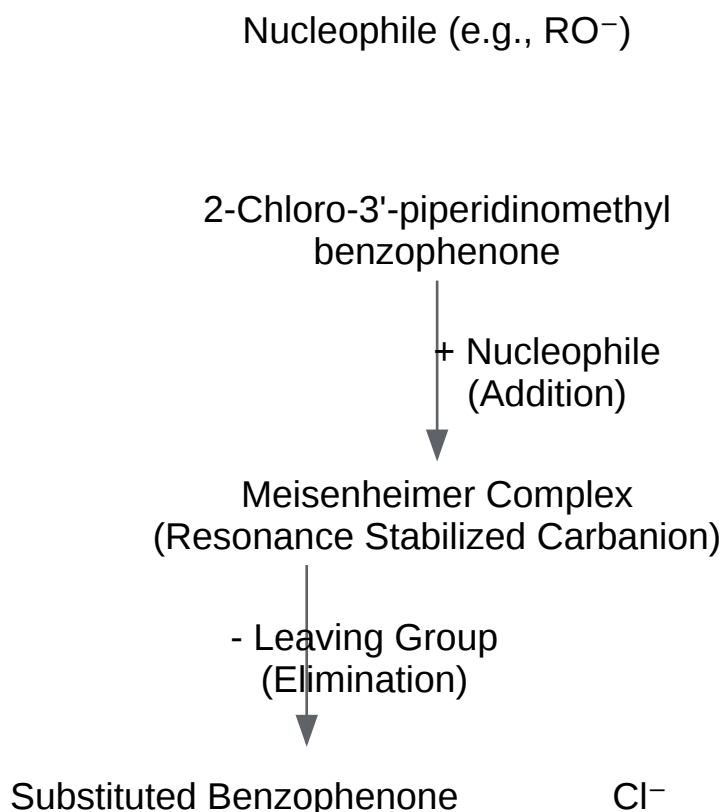 Nucleophile (e.g., RO⁻)
2-Chloro-3'-piperidinomethyl
benzophenone
+ Nucleophile
(Addition)
Meisenheimer Complex
(Resonance Stabilized Carbanion)
- Leaving Group
(Elimination)
Substituted Benzophenone
Cl⁻